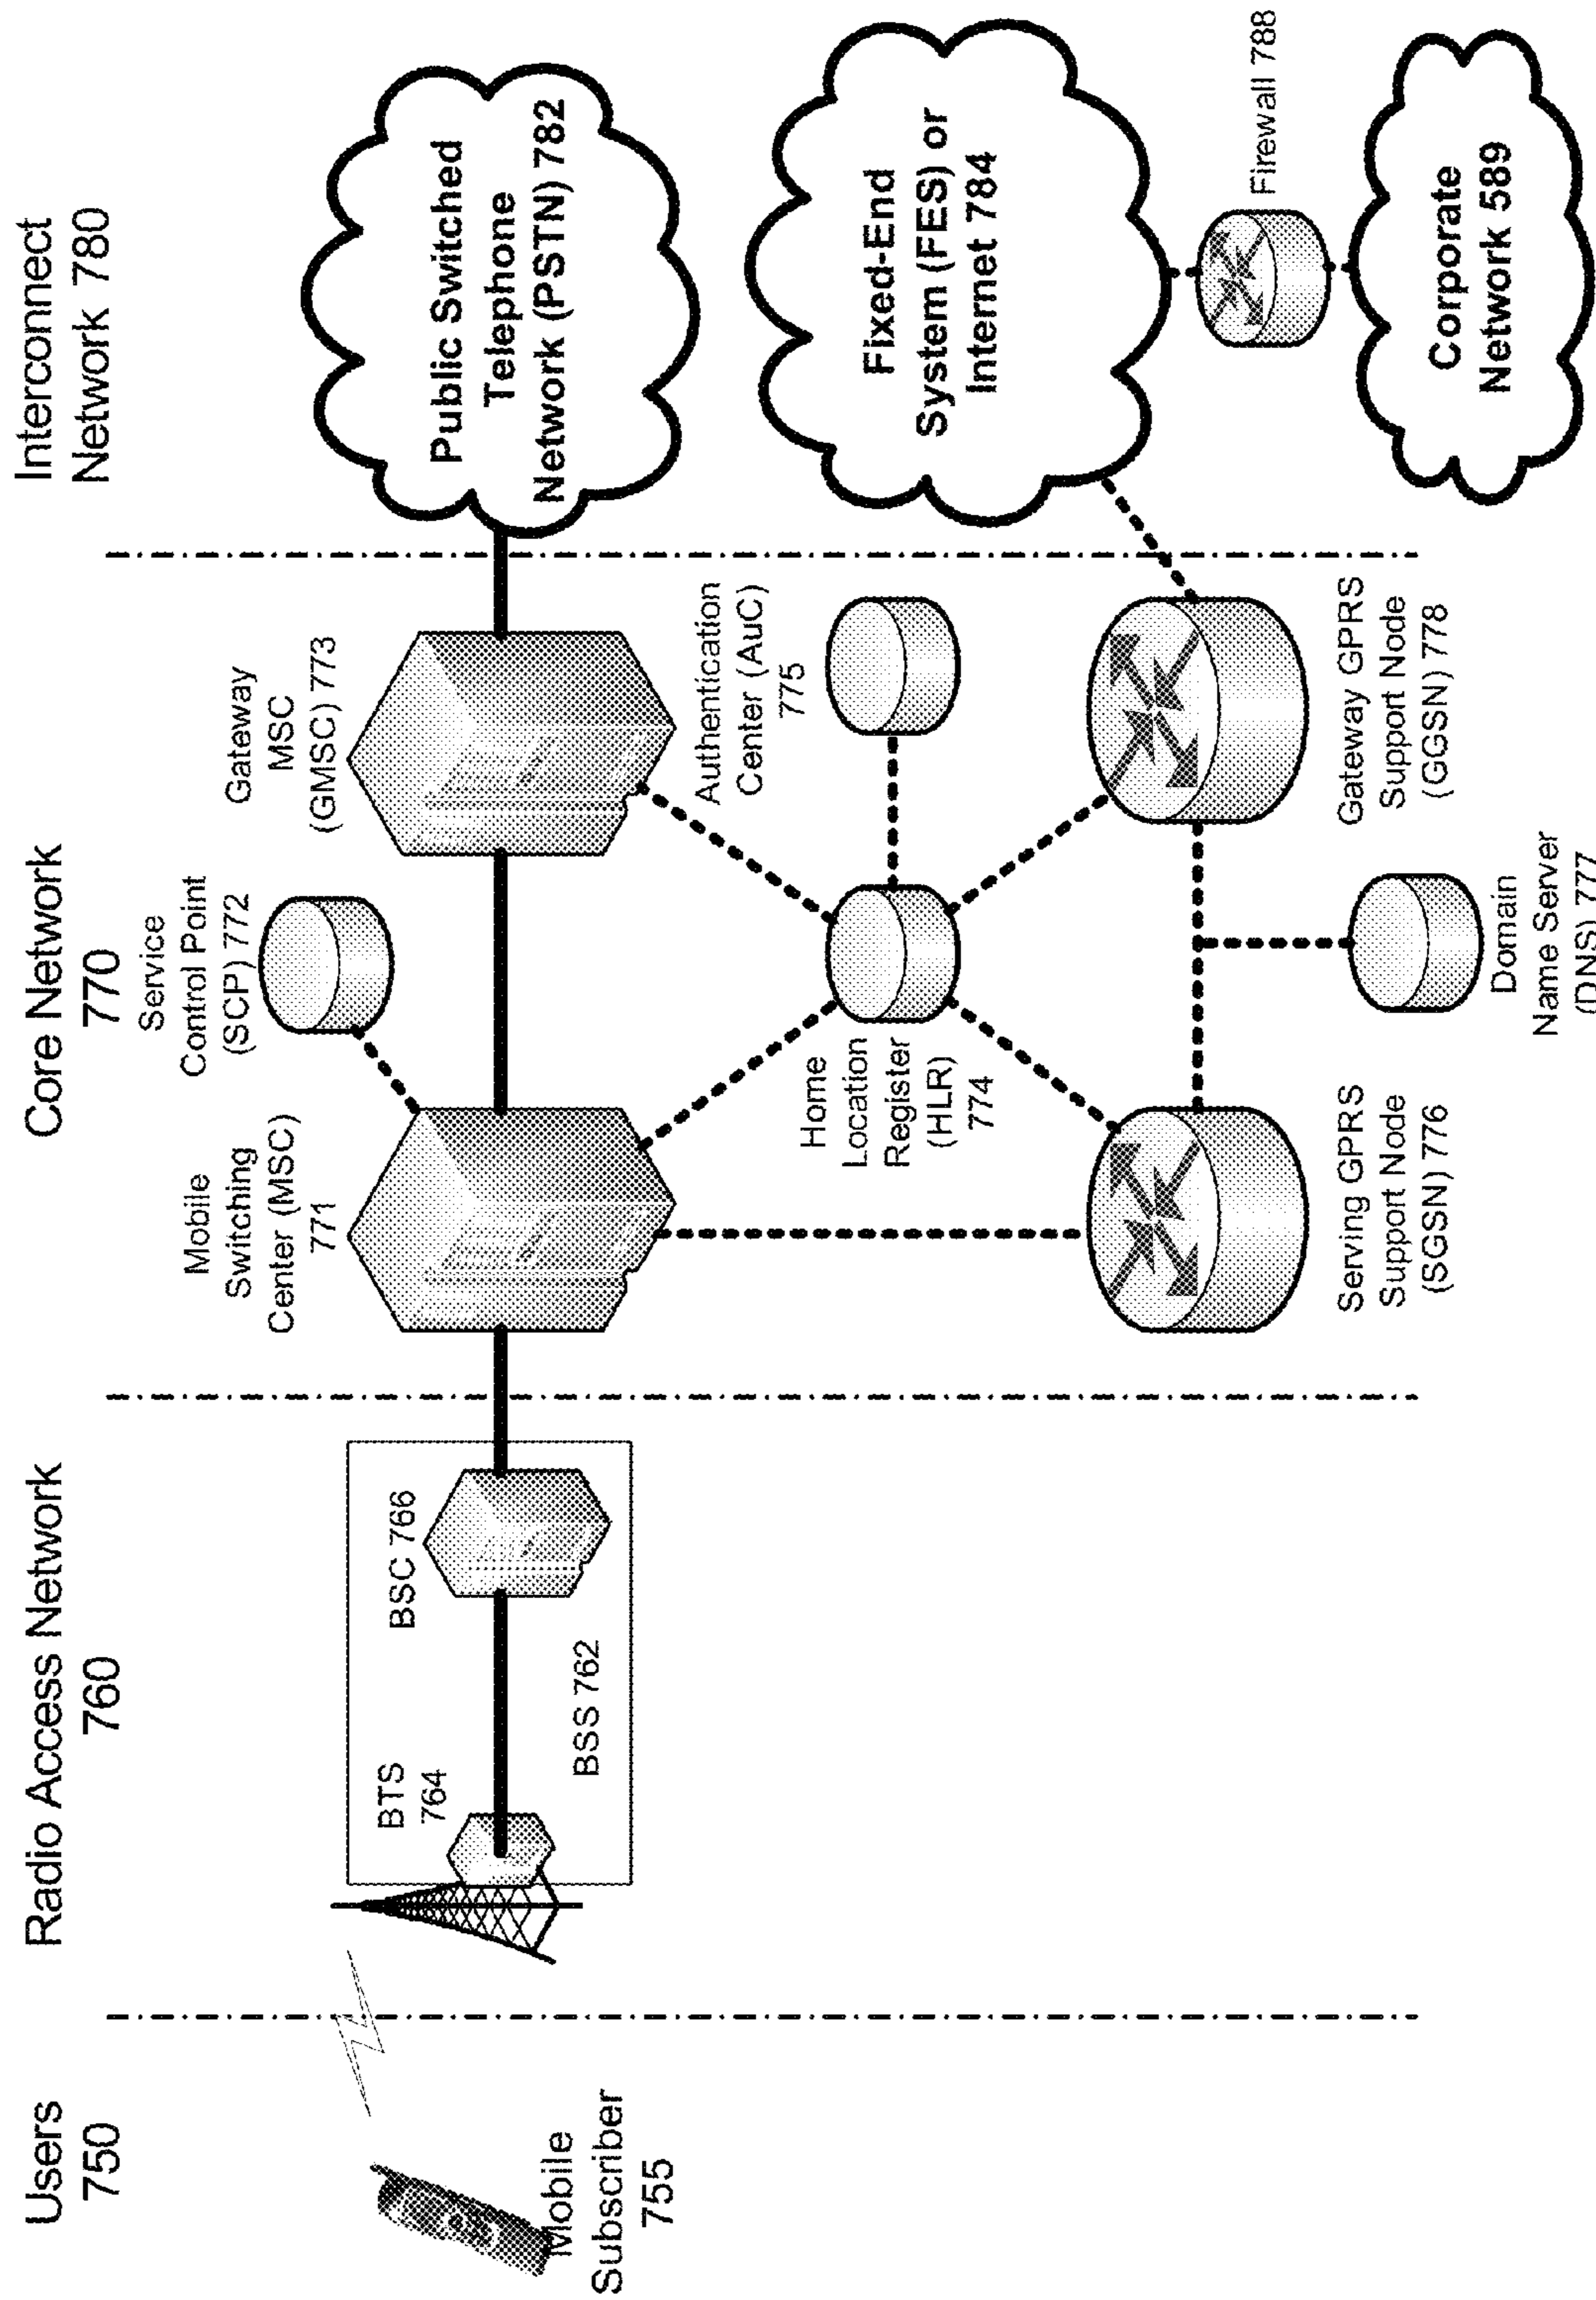 Users
750
Radio Access Network
760
Core Network
770
Interconnect
Network 780
Mobile
Subscriber
755
BTS
764
BSC 766
BSS 762
Mobile
Switching
Center (MSC)
771
Service
Control Point
(SCP) 772
Gateway
MSC
(GMSC) 773
Public Switched
Telephone
Network (PSTN) 782
Home
Location
Register
(HLR)
774
Authentication
Center (AuC)
775
Fixed-End
System (FES) or
Internet 784
Serving GPRS
Support Node
(SGSN) 776
Gateway GPRS
Support Node
(GGSN) 778
Firewall 788
Domain
Name Server
(DNS) 777
Corporate
Network 589